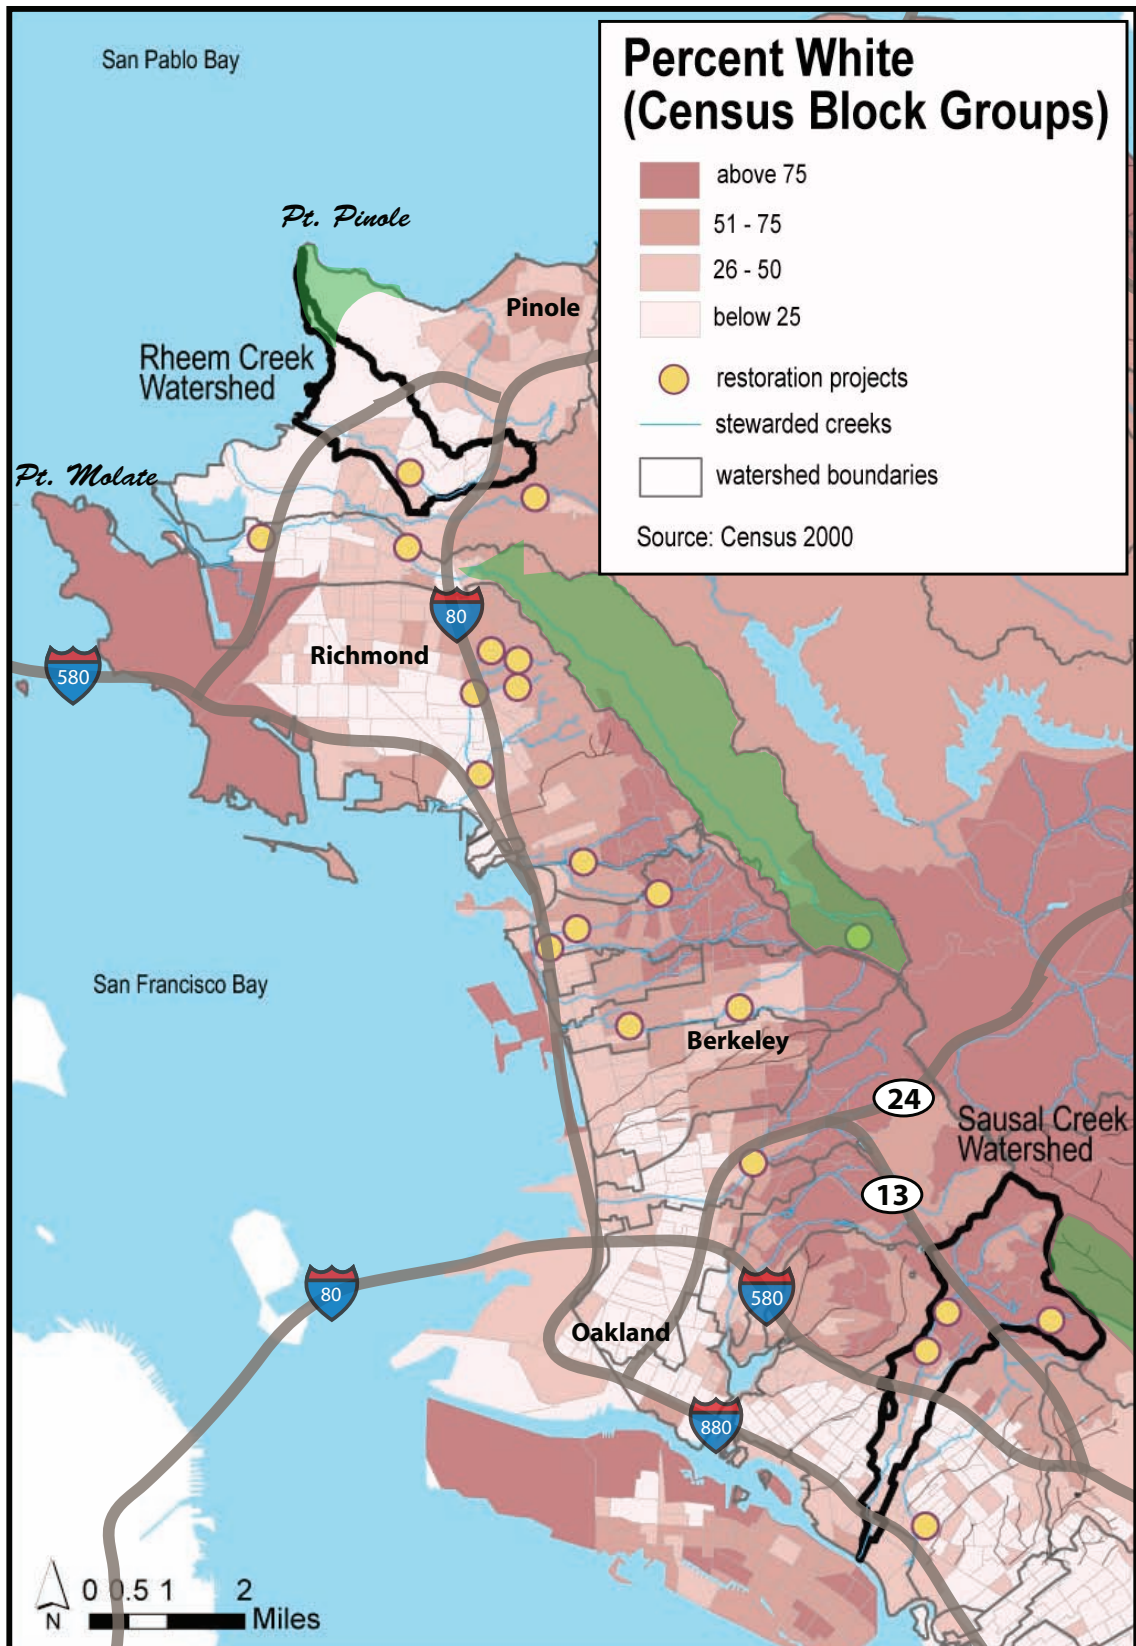 San Pablo Bay
Percent White
(Census Block Groups)
above 75
51 - 75
26 - 50
below 25
restoration projects
stewarded creeks
watershed boundaries
Source: Census 2000
Pt. Pinole
Pinole
Rheem Creek
Watershed
Pt. Molate
80
Richmond
580
San Francisco Bay
Berkeley
24
Sausal Creek
Watershed
13
80
580
Oakland
880
0 0.5 1 2
Miles
N